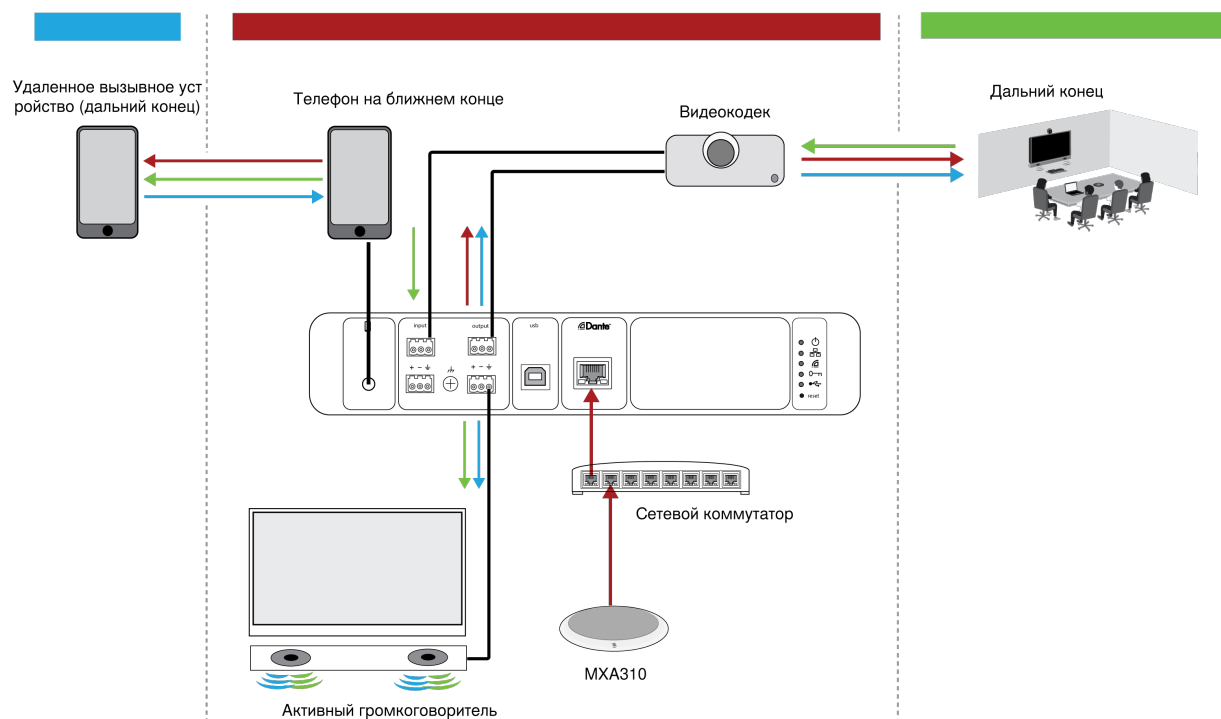 Удаленное вызывное уст
ройство (дальний конец)
Телефон на ближнем конце
Видеокодек
Дальний конец
input
output
usb
Dante
+ - 
+ - 
reset
Сетевой коммутатор
MXA310
Активный громкоговоритель